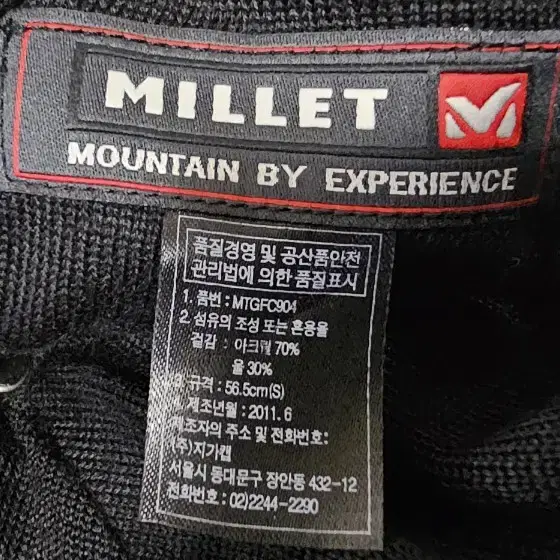 MILLET
MOUNTAIN BY EXPERIENCE
품질경영 및 공산품안전
관리법에 의한 품질표시
1. 품번 : MTGFC904
2. 섬유의 조성 또는 혼용율
겉감 : 아크릴 70%
울 30%
3. 규격 : 56.5cm(S)
4. 제조년월 : 2011. 6
제조자의 주소 및 전화번호:
(주)지가캡
서울시 동대문구 장안동 432-12
전화번호 : 02)2244-2290